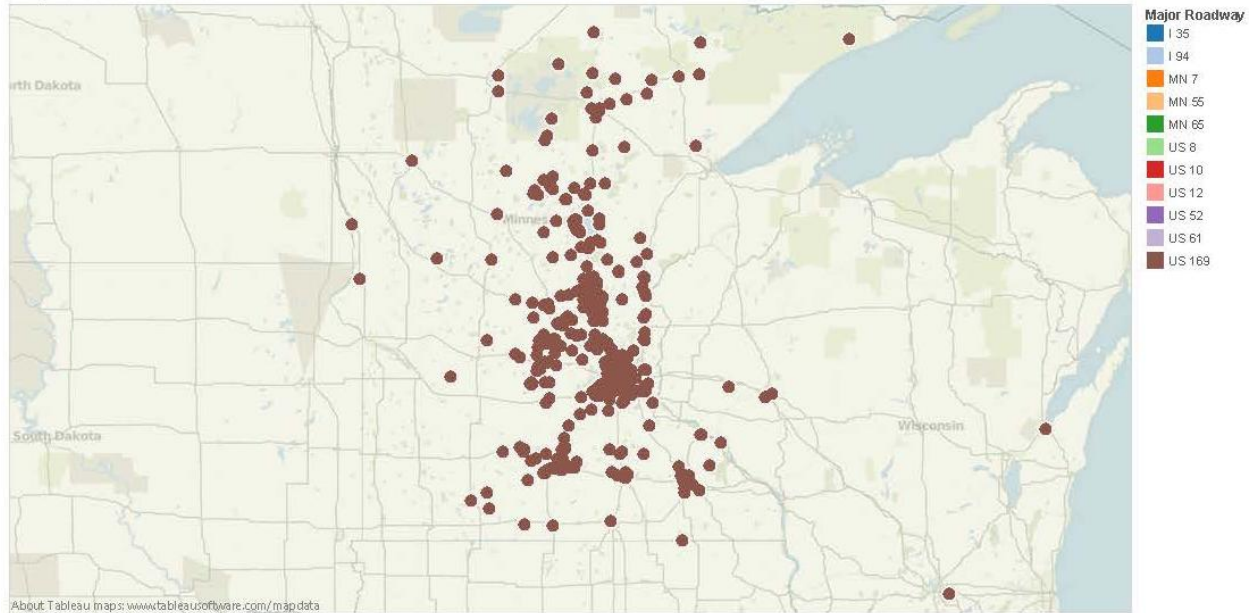 Major Roadway
I 35
I 94
MN 7
MN 55
MN 65
US 8
US 10
US 12
US 52
US 61
US 169
rth Dakota
Minnes
South Dakota
Wisconsin
About Tableau maps: www.tableausoftware.com/mapdata